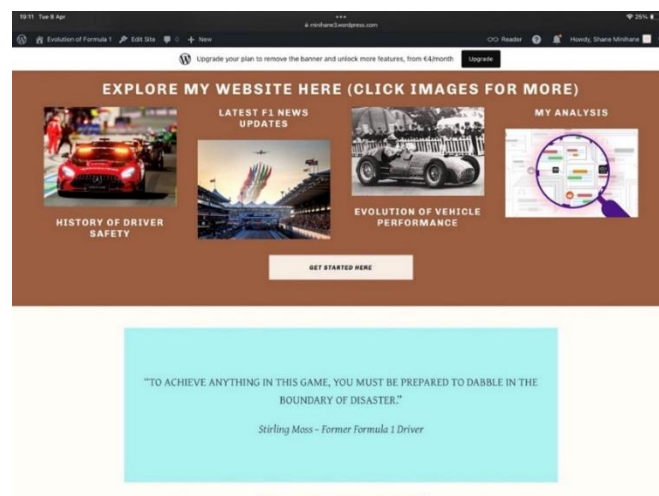 19:11 Tue 8 Apr
minihane3.wordpress.com
25%
Evolution of Formula 1 Edit Site 0 New
Reader Howdy, Shane Minihane
Upgrade your plan to remove the banner and unlock more features, from €4/month Upgrade
EXPLORE MY WEBSITE HERE (CLICK IMAGES FOR MORE)
HISTORY OF DRIVER
SAFETY
LATEST F1 NEWS
UPDATES
EVOLUTION OF VEHICLE
PERFORMANCE
MY ANALYSIS
GET STARTED HERE
"TO ACHIEVE ANYTHING IN THIS GAME, YOU MUST BE PREPARED TO DABBLE IN THE
BOUNDARY OF DISASTER."
Stirling Moss – Former Formula 1 Driver